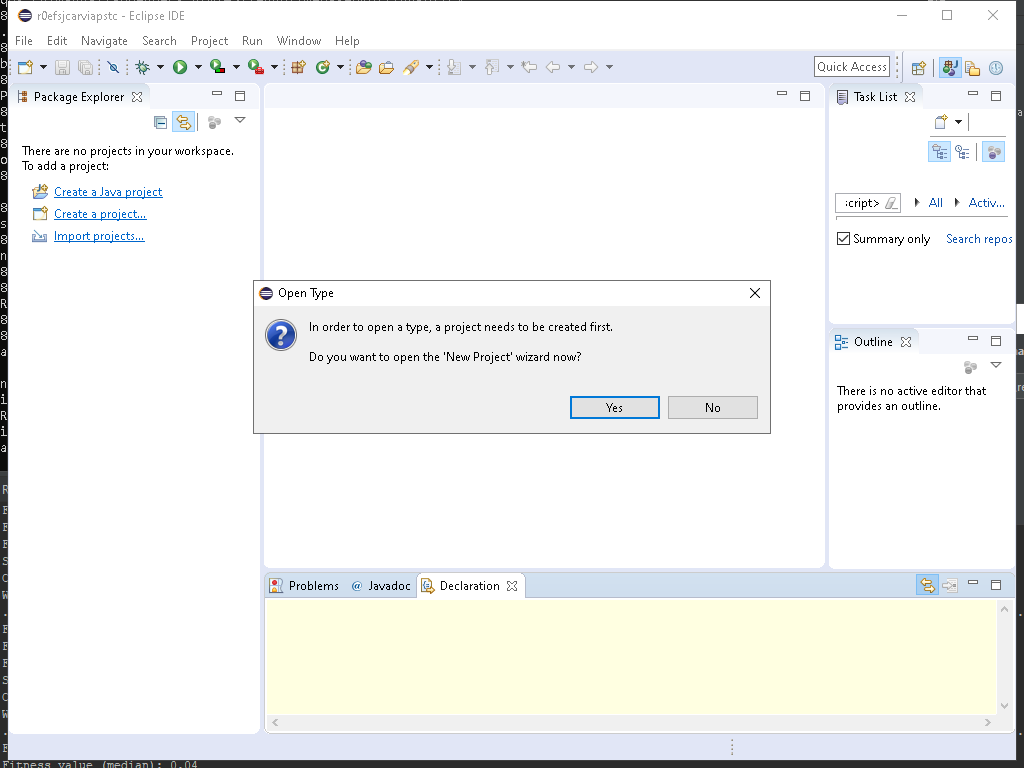 r0efsjcarviapstc - Eclipse IDE
File Edit Navigate Search Project Run Window Help
Quick Access
Package Explorer
There are no projects in your workspace.
To add a project:
Create a Java project
Create a project...
Import projects...
Task List
:cript>
All
Activ...
Summary only
Search repos
Open Type
In order to open a type, a project needs to be created first.
Do you want to open the 'New Project' wizard now?
Yes
No
Outline
There is no active editor that
provides an outline.
Problems
@ Javadoc
Declaration
Fitness value (median): 0.04